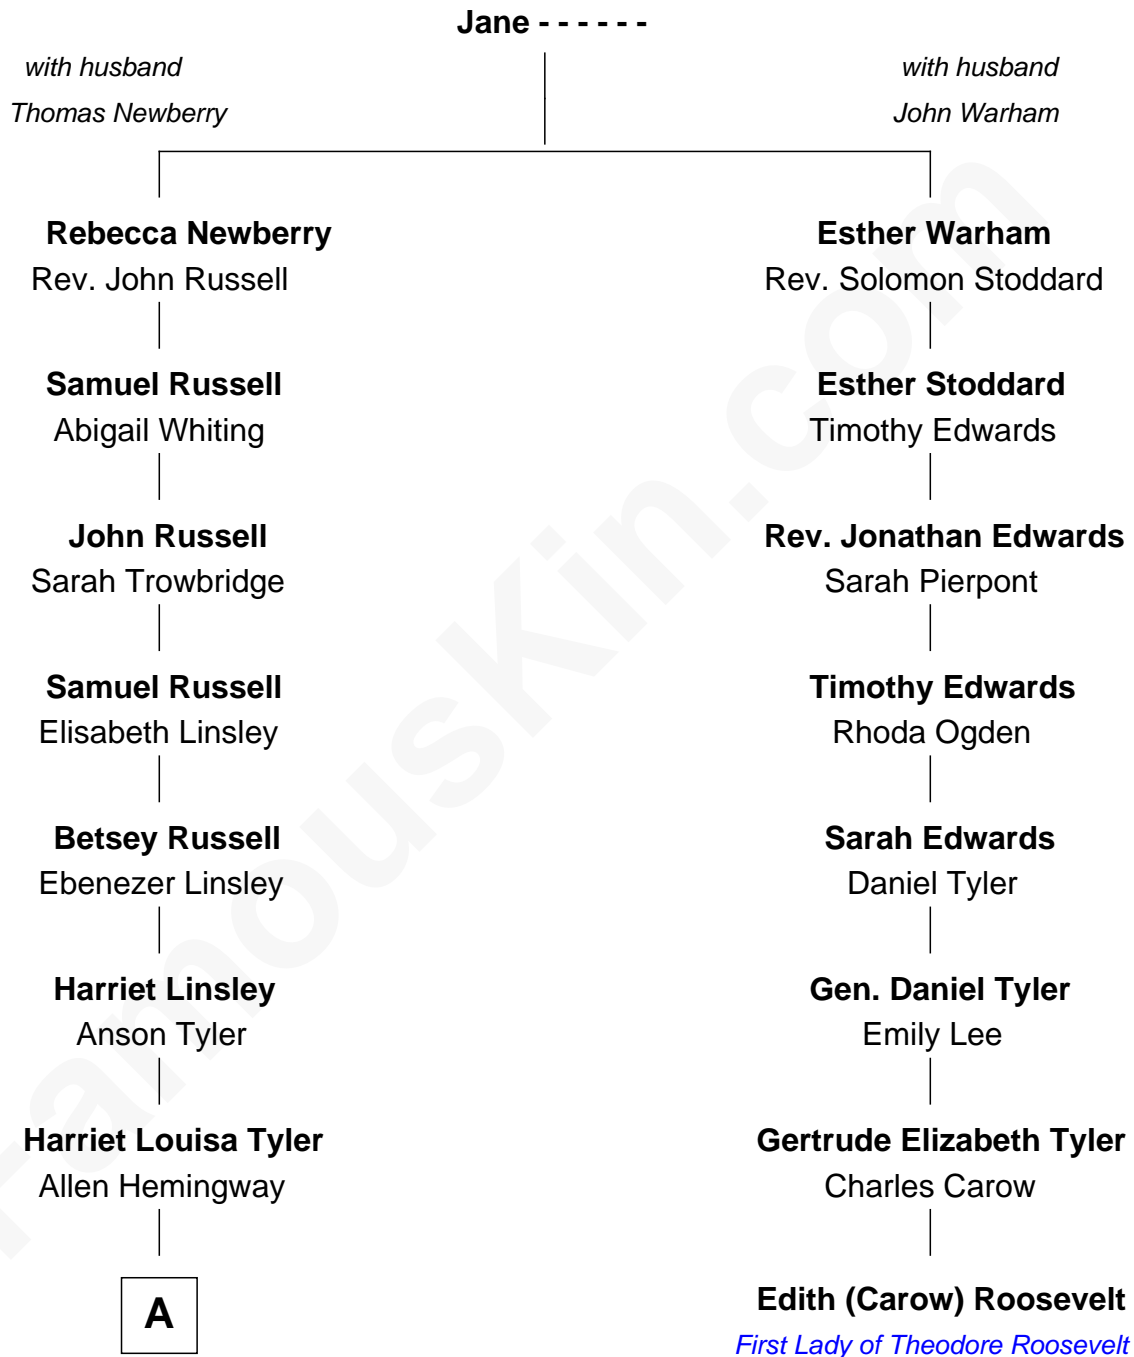 Jane - - - - - -
with husband
Thomas Newberry
with husband
John Warham
Rebecca Newberry
Rev. John Russell
Esther Warham
Rev. Solomon Stoddard
Samuel Russell
Abigail Whiting
Esther Stoddard
Timothy Edwards
John Russell
Sarah Trowbridge
Rev. Jonathan Edwards
Sarah Pierpont
Samuel Russell
Elisabeth Linsley
Timothy Edwards
Rhoda Ogden
Betsey Russell
Ebenezer Linsley
Sarah Edwards
Daniel Tyler
Harriet Linsley
Anson Tyler
Gen. Daniel Tyler
Emily Lee
Harriet Louisa Tyler
Allen Hemingway
Gertrude Elizabeth Tyler
Charles Carow
A
Edith (Carow) Roosevelt
First Lady of Theodore Roosevelt
FamousKin.com